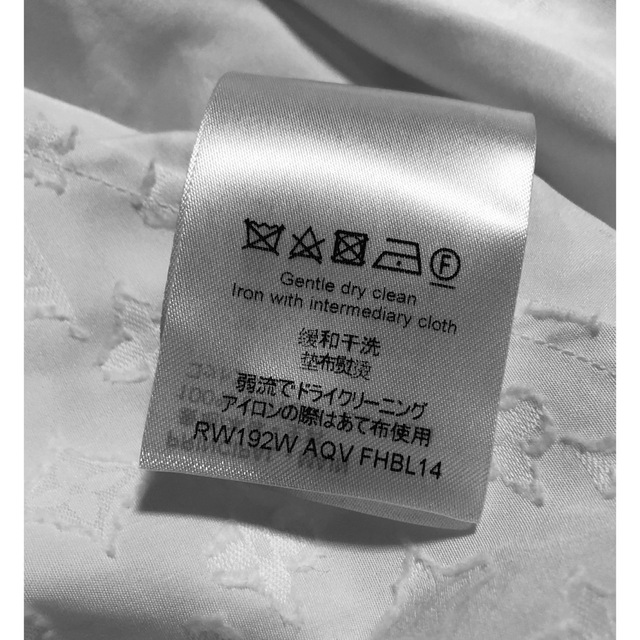 F
Gentle dry clean
Iron with intermediary cloth
缓和干洗
垫布熨烫
弱流でドライクリーニング
アイロンの際はあて布使用
RW192W AQV FHBL14